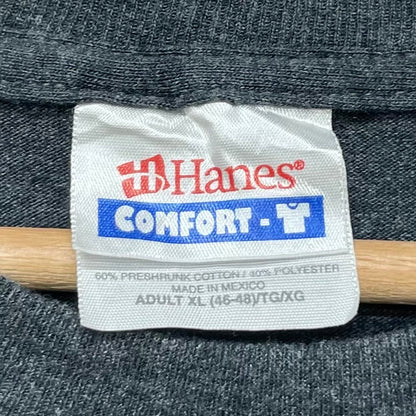 Hanes®
COMFORT -
60% PRESHRUNK COTTON / 40% POLYESTER
MADE IN MEXICO
ADULT XL (46-48)/TG/XG